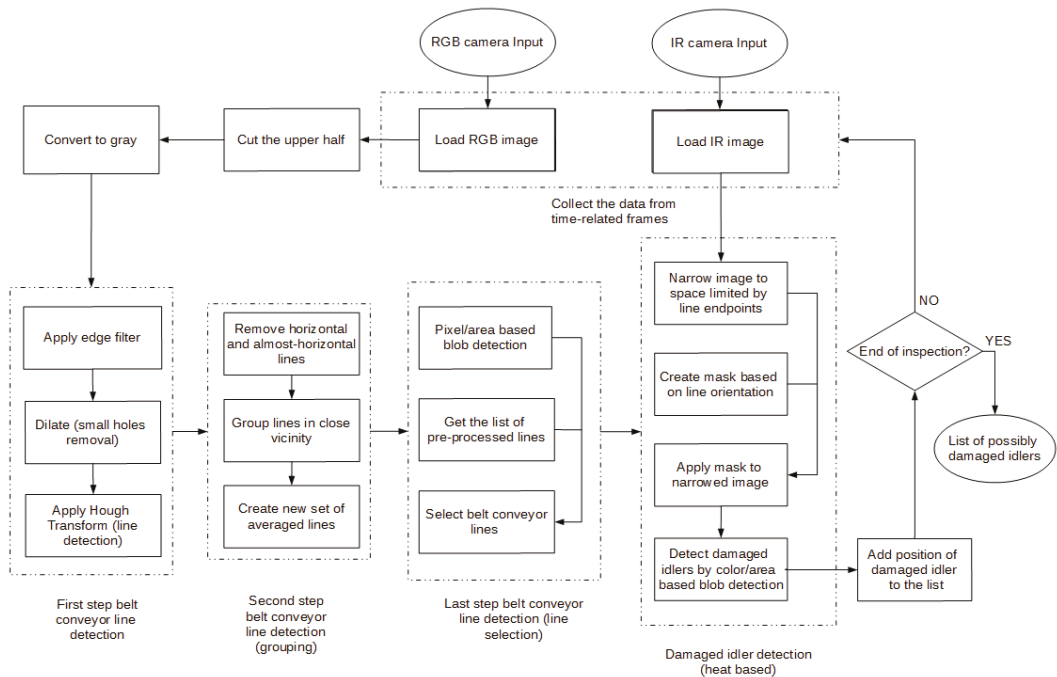 RGB camera Input
IR camera Input
Convert to gray
Cut the upper half
Load RGB image
Load IR image
Collect the data from
time-related frames
Apply edge filter
Dilate (small holes
removal)
Apply Hough
Transform (line
detection)
First step belt
conveyor line
detection
Remove horizontal
and almost-horizontal
lines
Group lines in close
vicinity
Create new set of
averaged lines
Second step
belt conveyor
line detection
(grouping)
Pixel/area based
blob detection
Get the list of
pre-processed lines
Select belt conveyor
lines
Last step belt conveyor
line detection (line
selection)
Narrow image to
space limited by
line endpoints
Create mask based
on line orientation
Apply mask to
narrowed image
Detect damaged
idlers by color/area
based blob detection
Damaged idler detection
(heat based)
Add position of
damaged idler
to the list
End of inspection?
NO
YES
List of possibly
damaged idlers